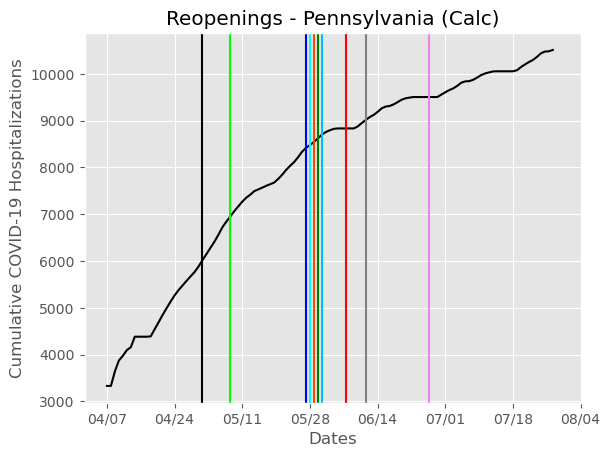 Reopenings - Pennsylvania (Calc)
Cumulative COVID-19 Hospitalizations
10000
9000
8000
7000
6000
5000
4000
3000
04/07 04/24 05/11 05/28 06/14 07/01 07/18 08/04
Dates